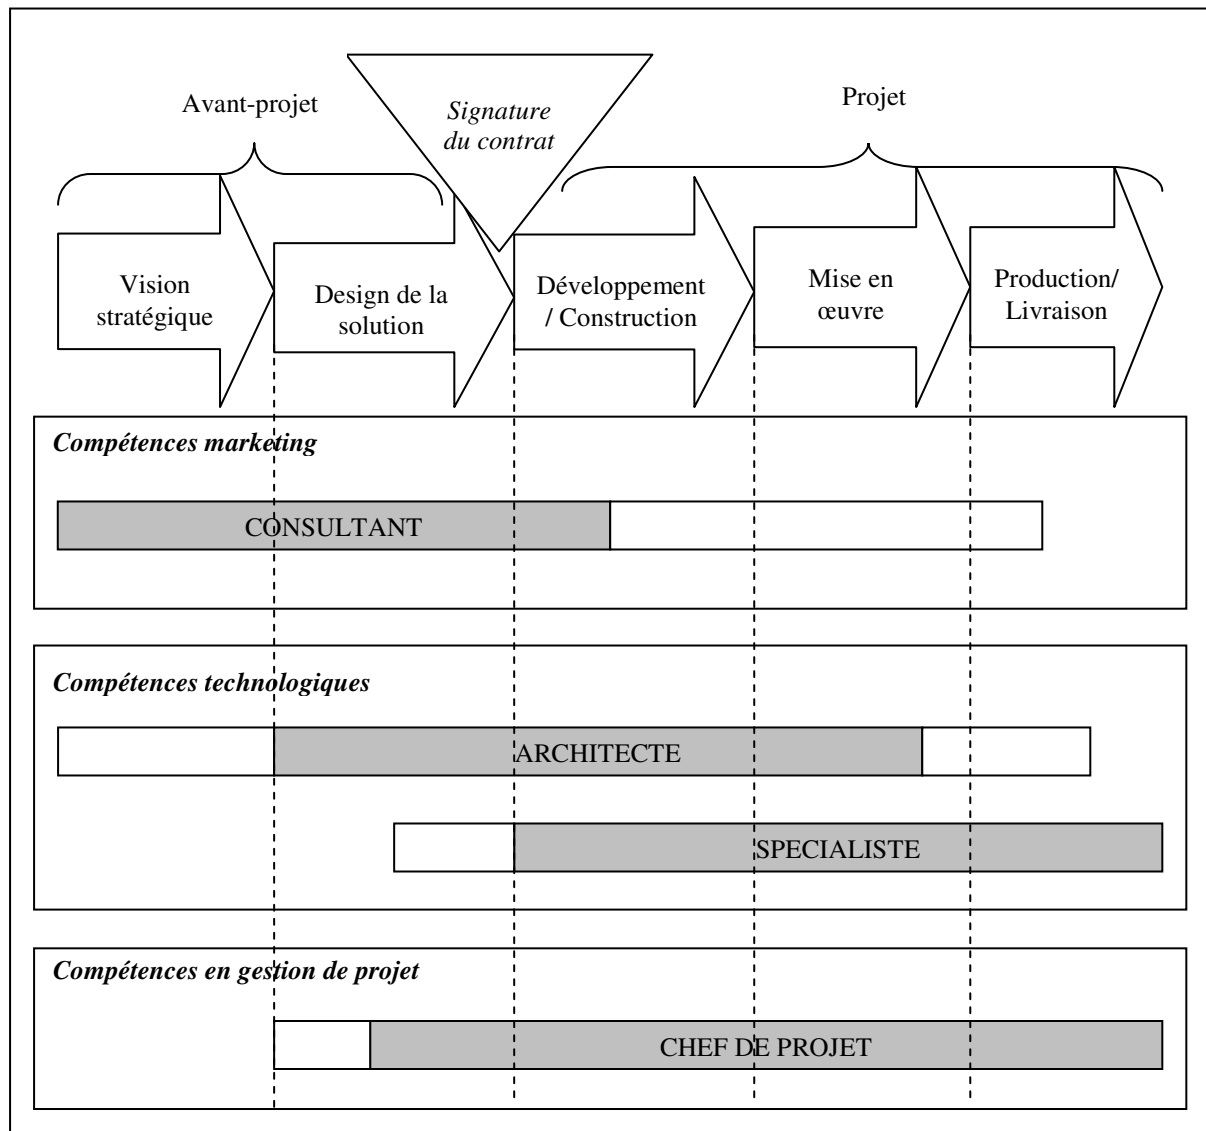 Avant-projet
Signature
du contrat
Projet
Vision
stratégique
Design de la
solution
Développement
/ Construction
Mise en
œuvre
Production/
Livraison
Compétences marketing
CONSULTANT
Compétences technologiques
ARCHITECTE
SPECIALISTE
Compétences en gestion de projet
CHEF DE PROJET